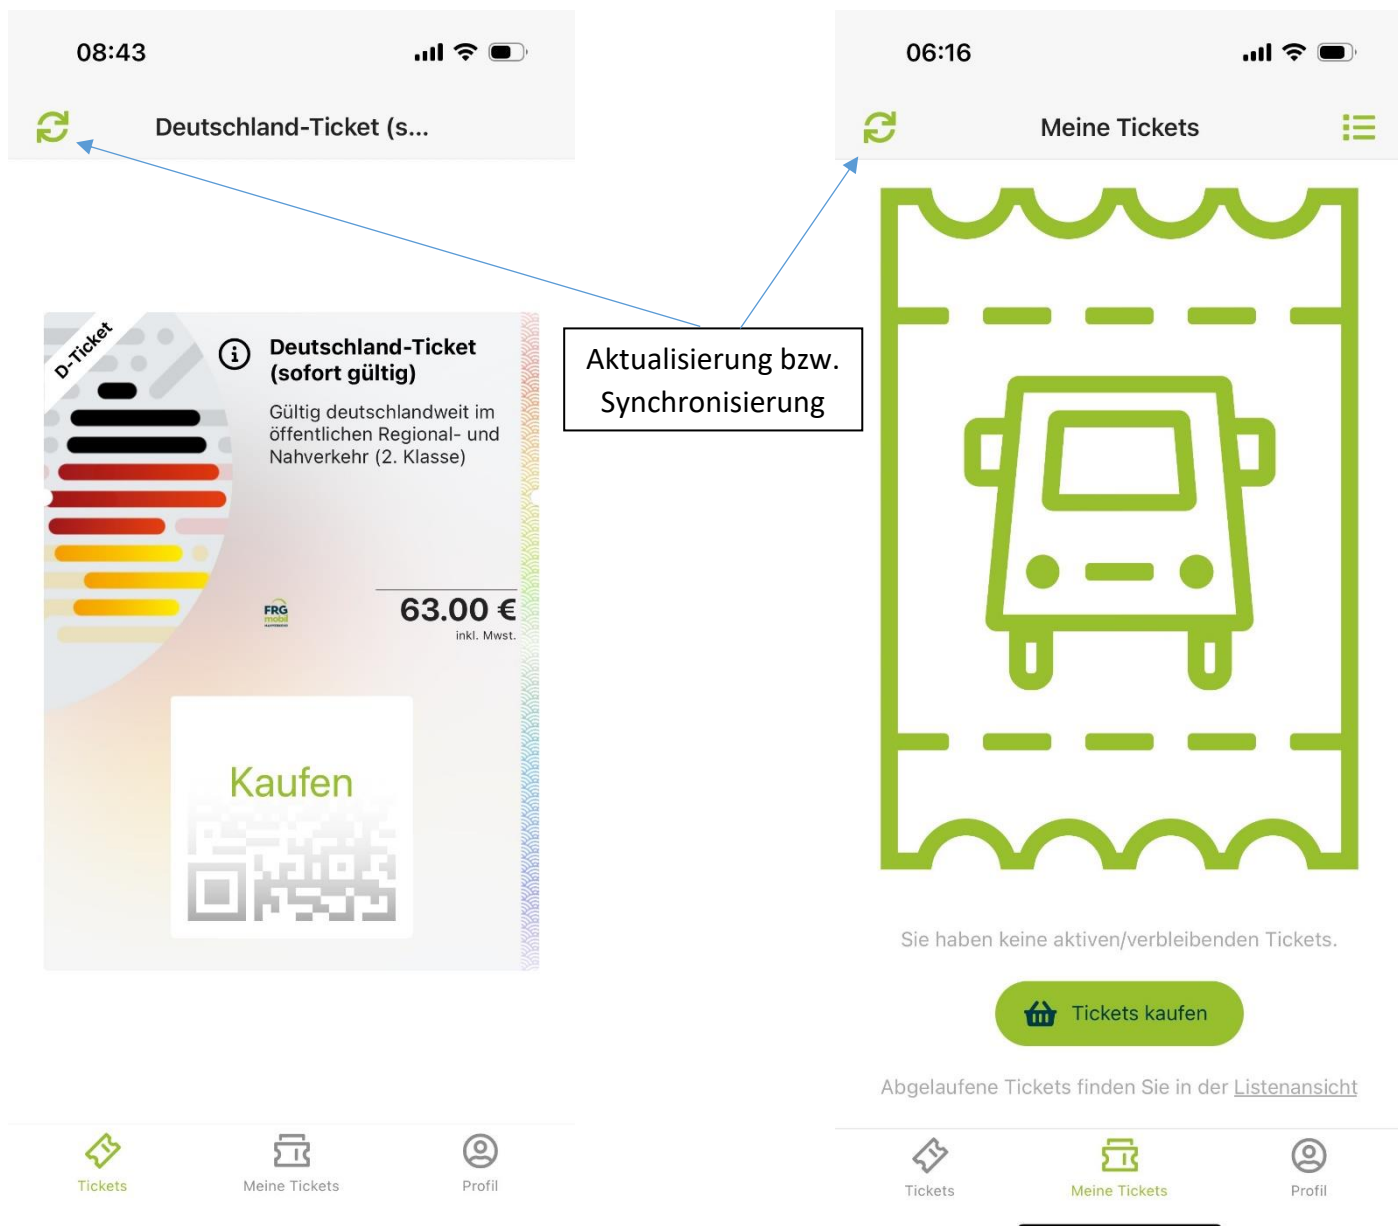 08:43
Deutschland-Ticket (s...
D-Ticket
Deutschland-Ticket
(sofort gültig)
Gültig deutschlandweit im
öffentlichen Regional- und
Nahverkehr (2. Klasse)
FRG
mobil
63.00 €
inkl. Mwst.
Kaufen
Tickets
Meine Tickets
Profil
Aktualisierung bzw.
Synchronisierung
06:16
Meine Tickets
Sie haben keine aktiven/verbleibenden Tickets.
Tickets kaufen
Abgelaufene Tickets finden Sie in der Listenansicht
Tickets
Meine Tickets
Profil